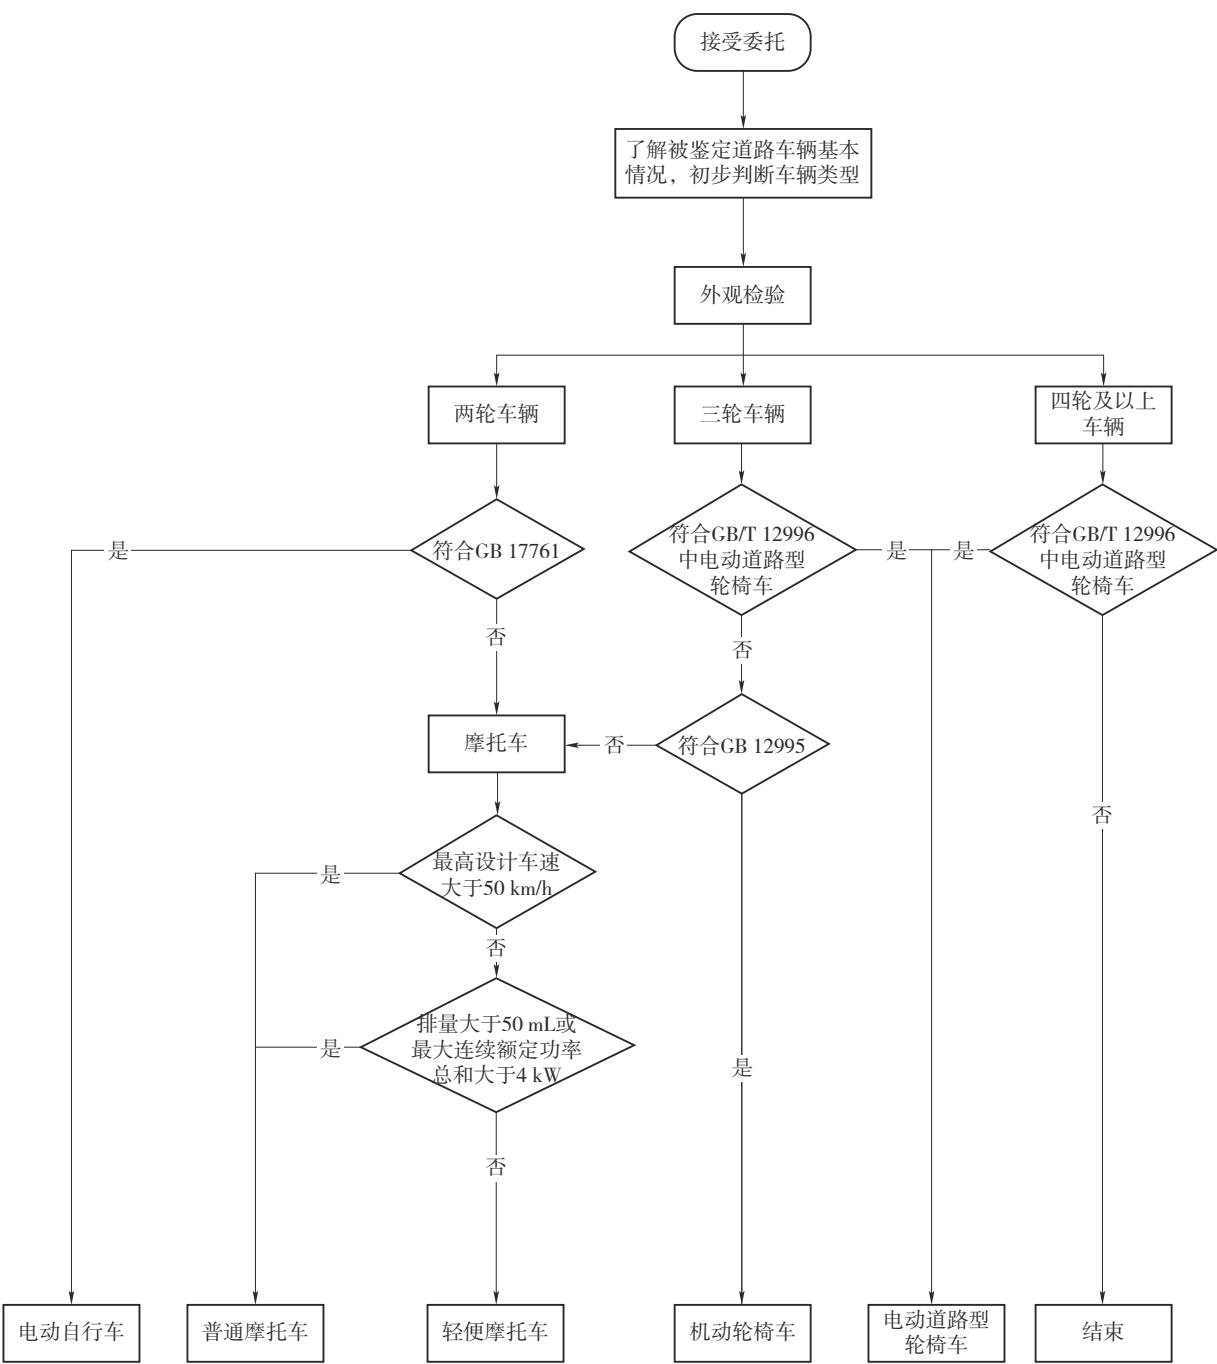 接受委托
了解被鉴定道路车辆基本
情况，初步判断车辆类型
外观检验
两轮车辆
三轮车辆
四轮及以上
车辆
符合GB 17761
是
否
符合GB/T 12996
中电动道路型
轮椅车
是
是
符合GB/T 12996
中电动道路型
轮椅车
否
摩托车
否
符合GB 12995
否
最高设计车速
大于50 km/h
是
否
排量大于50 mL或
最大连续额定功率
总和大于4 kW
是
是
否
电动自行车
普通摩托车
轻便摩托车
机动轮椅车
电动道路型
轮椅车
结束